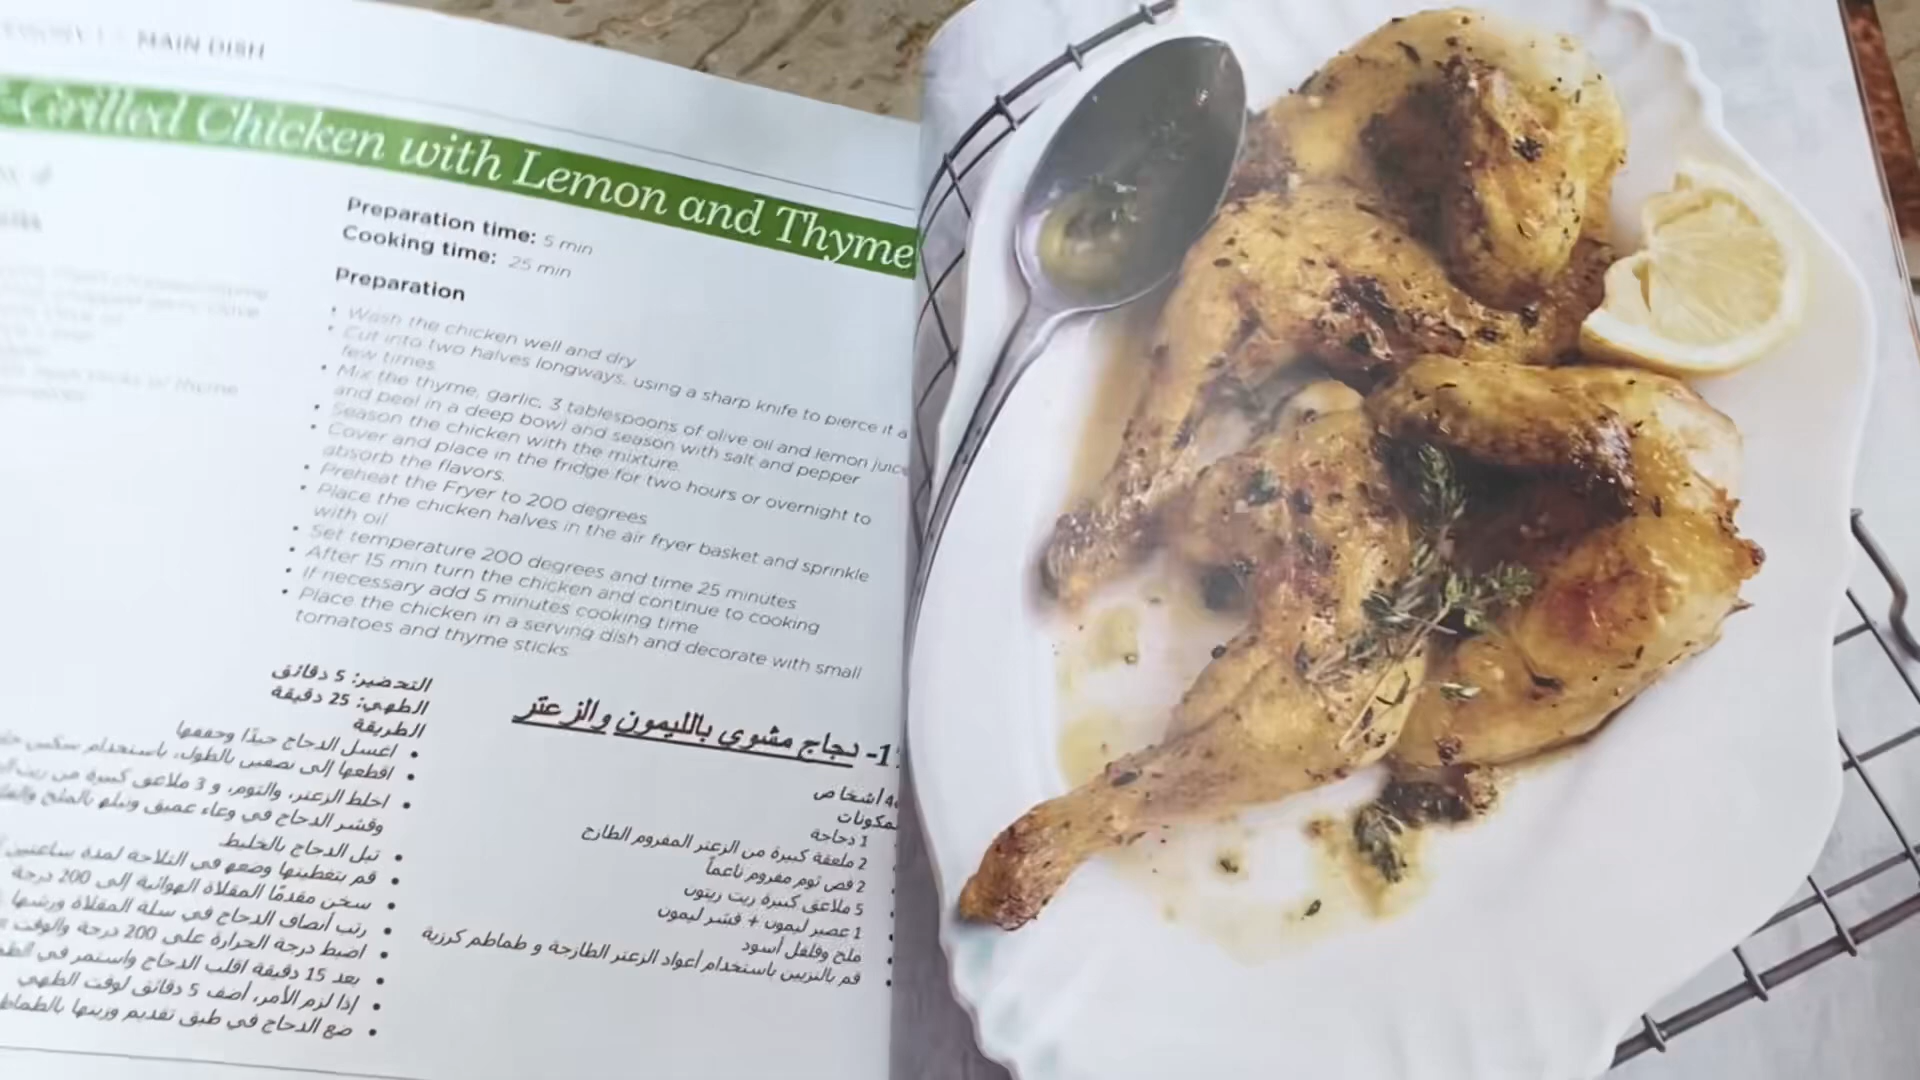 MAIN DISH
Grilled Chicken with Lemon and Thyme
Preparation time: 5 min
Cooking time: 25 min
Preparation
• Wash the chicken well and dry
• Cut into two halves longways, using a sharp knife to pierce it a
few times
• Mix the thyme, garlic, 3 tablespoons of olive oil and lemon juice
and peel in a deep bowl and season with salt and pepper
• Season the chicken with the mixture.
• Cover and place in the fridge for two hours or overnight to
absorb the flavors.
• Preheat the Fryer to 200 degrees
• Place the chicken halves in the air fryer basket and sprinkle
with oil
• Set temperature 200 degrees and time 25 minutes
• After 15 min turn the chicken and continue to cooking
• If necessary add 5 minutes cooking time
• Place the chicken in a serving dish and decorate with small
tomatoes and thyme sticks
دجاج مشوي بالليمون والزعتر
4 أشخاص
1 دجاجة
2 ملعقة كبيرة من الزعتر المفروم الطازج
2 فص ثوم مفروم ناعماً
5 ملاعق كبيرة زيت زيتون
1 عصير ليمون + قشر ليمون
ملح وفلفل أسود
قم بالتزيين باستخدام أعواد الزعتر الطازجة و طماطم كرزية
التحضير: 5 دقائق
الطهي: 25 دقيقة
الطريقة
• اغسل الدجاج جيدًا وجففها
• اقطعها إلى نصفين بالطول، باستخدام سكين
• اخلط الزعتر، والثوم، و 3 ملاعق كبيرة من زيت
وقشر الدجاج في وعاء عميق وتبلم بالملح
• تبل الدجاج بالخليط
• قم بتغطيتها وضعهم في الثلاجة لمدة ساعتين
• سخن مقدمًا المقلاة الهوائية إلى 200 درجة
• رتب أنصاف الدجاج في سلة المقلاة ورشها
• اضبط درجة الحرارة على 200 درجة والوقت
• بعد 15 دقيقة اقلب الدجاج واستمر في
• إذا لزم الأمر، أضف 5 دقائق لوقت الطهي
• ضع الدجاج في طبق تقديم وزينها